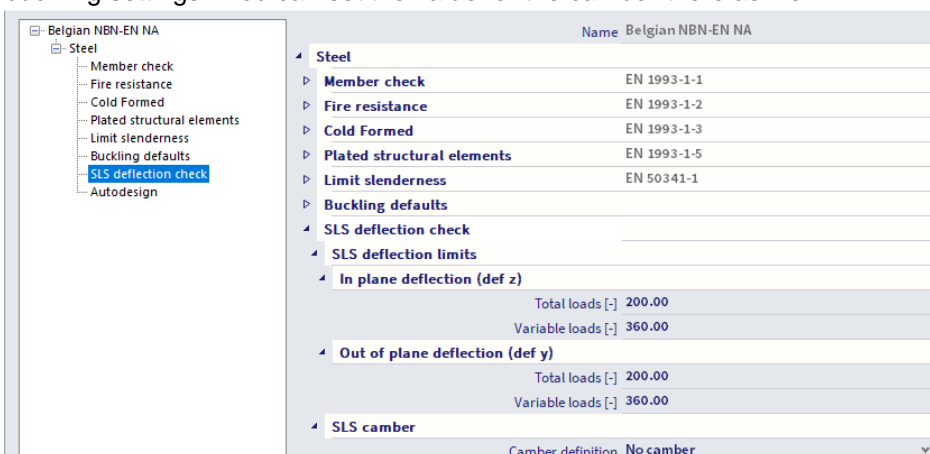 Belgian NBN-EN NA
Steel
Member check
Fire resistance
Cold Formed
Plated structural elements
Limit slenderness
Buckling defaults
SLS deflection check
Autodesign
Name Belgian NBN-EN NA
Steel
Member check EN 1993-1-1
Fire resistance EN 1993-1-2
Cold Formed EN 1993-1-3
Plated structural elements EN 1993-1-5
Limit slenderness EN 50341-1
Buckling defaults
SLS deflection check
SLS deflection limits
In plane deflection (def z)
Total loads [-] 200.00
Variable loads [-] 360.00
Out of plane deflection (def y)
Total loads [-] 200.00
Variable loads [-] 360.00
SLS camber
Camber definition No camber